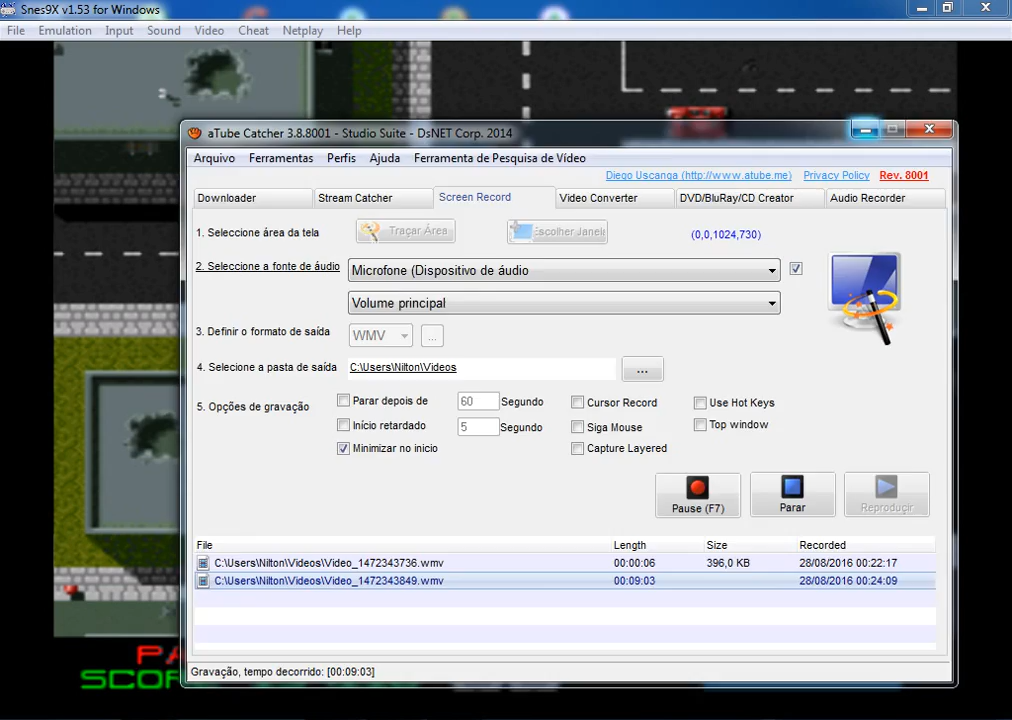 Snes9X v1.53 for Windows
File Emulation Input Sound Video Cheat Netplay Help
aTube Catcher 3.8.8001 - Studio Suite - DsNET Corp. 2014
Arquivo Ferramentas Perfis Ajuda Ferramenta de Pesquisa de Vídeo
Diego Uscanga (http://www.atube.me) Privacy Policy Rev. 8001
Downloader Stream Catcher Screen Record Video Converter DVD/BluRay/CD Creator Audio Recorder
1. Seleccione área da tela Traçar Área Escolher Janela (0,0,1024,730)
2. Seleccione a fonte de áudio Microfone (Dispositivo de áudio
Volume principal
3. Definir o formato de saída WMV ...
4. Selecione a pasta de saída C:\Users\Nilton\Videos ...
5. Opções de gravação Parar depois de 60 Segundo Cursor Record Use Hot Keys
Início retardado 5 Segundo Siga Mouse Top window
Minimizar no inicio Capture Layered
Pause (F7) Parar Reproduçir
File Length Size Recorded
C:\Users\Nilton\Videos\Video_1472343736.wmv 00:00:06 396,0 KB 28/08/2016 00:22:17
C:\Users\Nilton\Videos\Video_1472343849.wmv 00:09:03 28/08/2016 00:24:09
Gravação, tempo decorrido: [00:09:03]
PA
SCOR